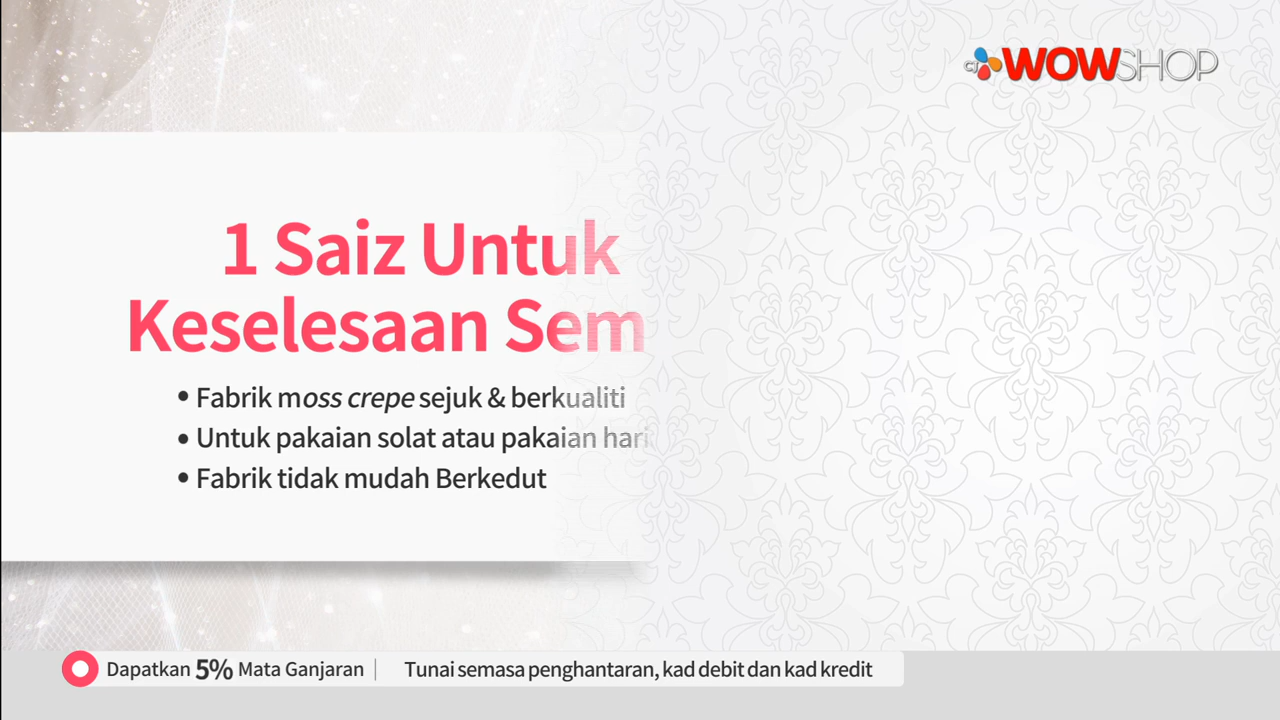 CJ WOWSHOP
1 Saiz Untuk
Keselesaan Sem
• Fabrik moss crepe sejuk & berkualiti
• Untuk pakaian solat atau pakaian hari
• Fabrik tidak mudah Berkedut
Dapatkan 5% Mata Ganjaran | Tunai semasa penghantaran, kad debit dan kad kredit